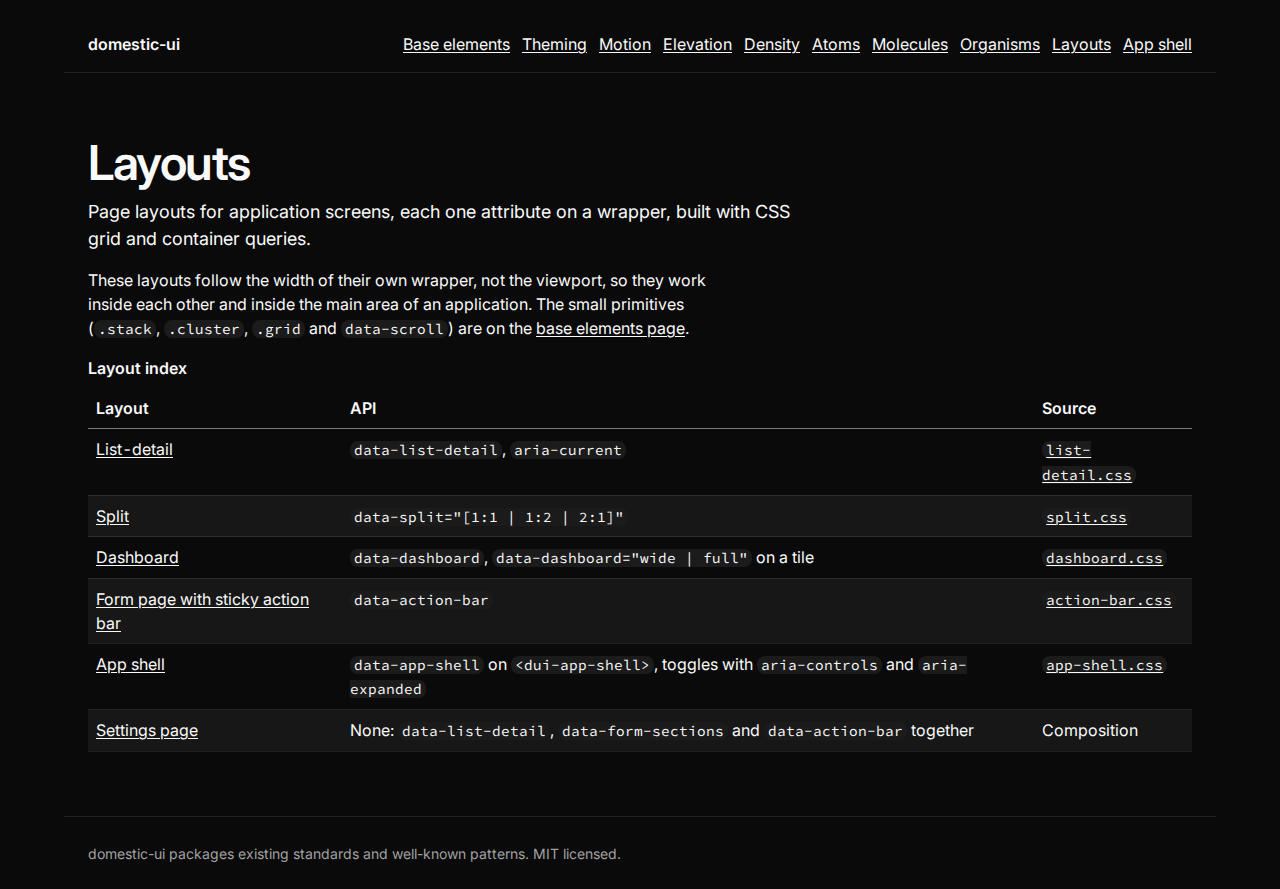 domestic-ui
Base elements Theming Motion Elevation Density Atoms Molecules Organisms Layouts App shell
Layouts
Page layouts for application screens, each one attribute on a wrapper, built with CSS
grid and container queries.
These layouts follow the width of their own wrapper, not the viewport, so they work
inside each other and inside the main area of an application. The small primitives
(.stack, .cluster, .grid and data-scroll) are on the base elements page.
Layout index
Layout API Source
List-detail data-list-detail, aria-current list-
detail.css
Split data-split="[1:1 | 1:2 | 2:1]" split.css
Dashboard data-dashboard, data-dashboard="wide | full" on a tile dashboard.css
Form page with sticky action data-action-bar action-bar.css
bar
App shell data-app-shell on <dui-app-shell>, toggles with aria-controls and aria- app-shell.css
expanded
Settings page None: data-list-detail, data-form-sections and data-action-bar together Composition
domestic-ui packages existing standards and well-known patterns. MIT licensed.